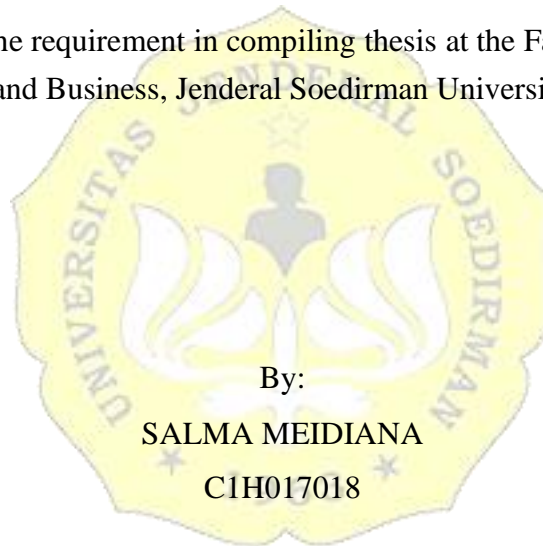 he requirement in compiling thesis at the Fa
and Business, Jenderal Soedirman Universi
UNIVERSITAS JENDERAL SOEDIRMAN
By:
SALMA MEIDIANA
C1H017018